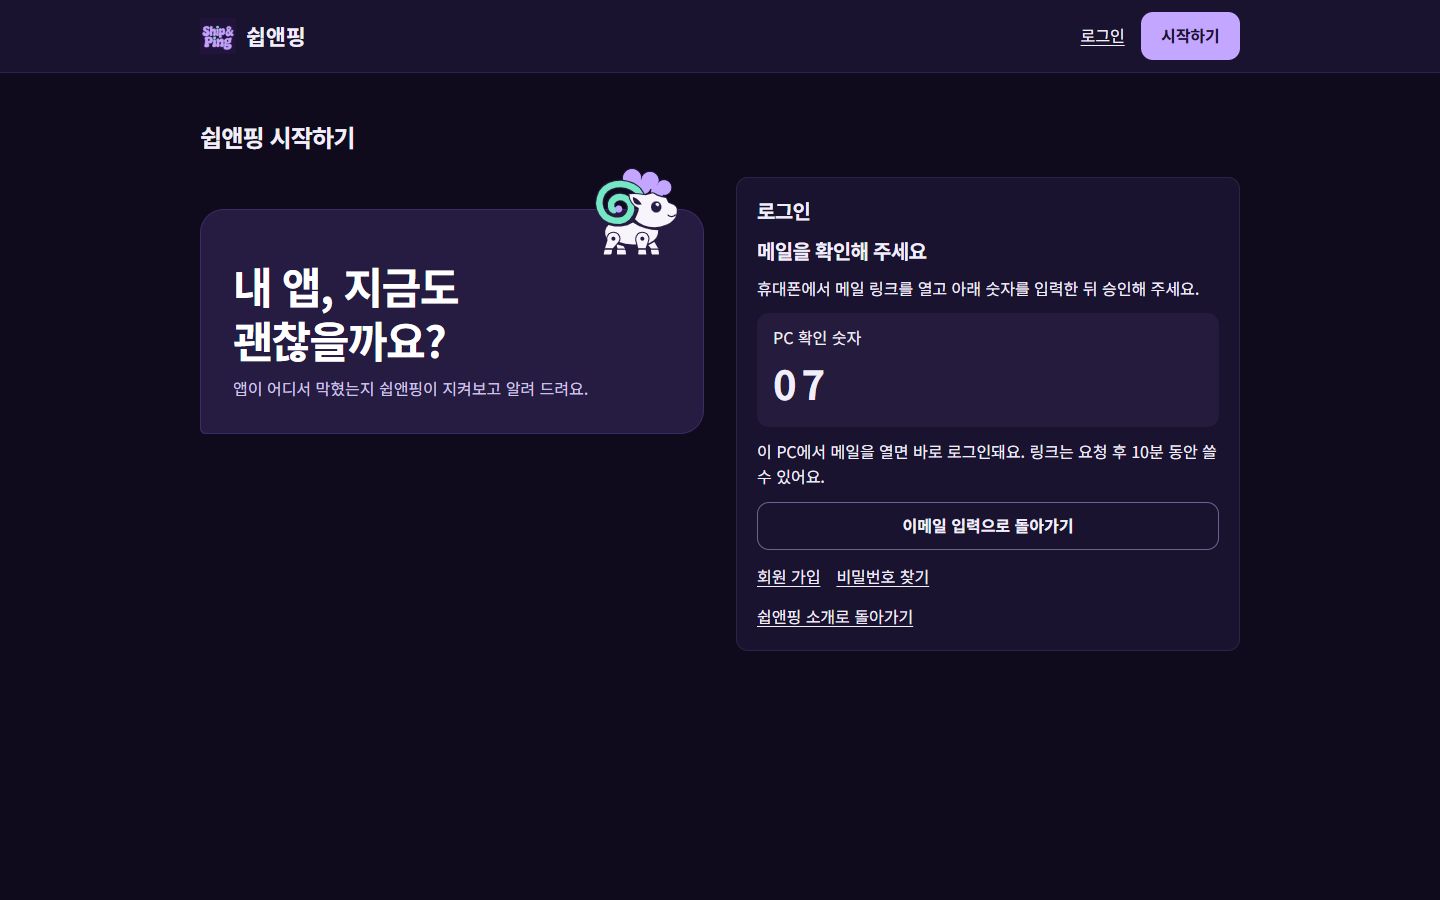 Ship&
Ping
쉽앤핑
로그인
시작하기
쉽앤핑 시작하기
내 앱, 지금도
괜찮을까요?
앱이 어디서 막혔는지 쉽앤핑이 지켜보고 알려 드려요.
로그인
메일을 확인해 주세요
휴대폰에서 메일 링크를 열고 아래 숫자를 입력한 뒤 승인해 주세요.
PC 확인 숫자
07
이 PC에서 메일을 열면 바로 로그인돼요. 링크는 요청 후 10분 동안 쓸
수 있어요.
이메일 입력으로 돌아가기
회원 가입 비밀번호 찾기
쉽앤핑 소개로 돌아가기